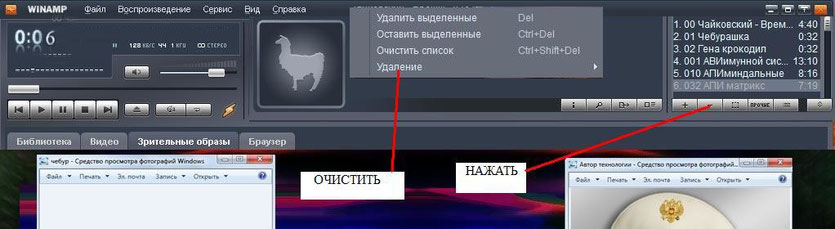 WINAMP Файл Воспроизведение Сервис Вид Справка
0:06
128 КБ/С 44 КГЦ СТЕРЕО
Удалить выделенные Del
Оставить выделенные Ctrl+Del
Очистить список Ctrl+Shift+Del
Удаление
1. 00 Чайковский - Врем... 4:40
2. 01 Чебурашка 0:32
3. 02 Гена крокодил 0:32
4. 001 АВИимунной сис... 13:10
5. 010 АПИминдальные 8:16
6. 032 АПИ матрикс 7:19
ПРОЧИЕ
Библиотека Видео Зрительные образы Браузер
чебур - Средство просмотра фотографий Windows
Файл Печать Эл. почта Запись Открыть
ОЧИСТИТЬ
НАЖАТЬ
Автор технологии - Средство просмотра фотографий...
Файл Печать Эл. почта Запись Открыть